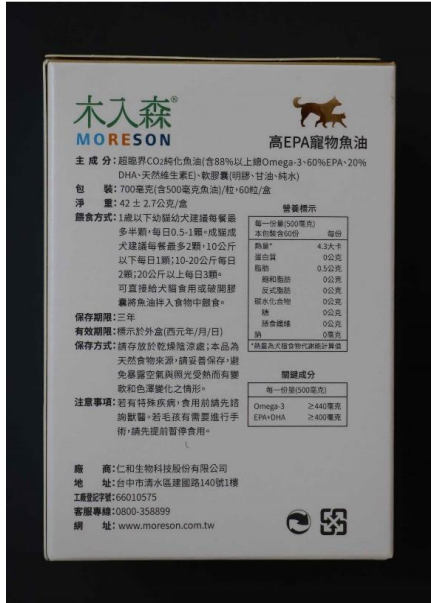 木入森®
MORESON
高EPA寵物魚油
主成分:超臨界CO2純化魚油(含88%以上總Omega-3、60%EPA、20%
DHA、天然維生素E)、軟膠囊(明膠、甘油、純水)
包裝:700毫克(含500毫克魚油)/粒,60粒/盒
淨重:42 ± 2.7公克/盒
餵食方式:1歲以下幼貓幼犬建議每餐最
多半顆,每日0.5-1顆。成貓成
犬建議每餐最多2顆,10公斤
以下每日1顆;10-20公斤每日
2顆;20公斤以上每日3顆。
可直接給犬貓食用或破開膠
囊將魚油拌入食物中餵食。
保存期限:三年
有效期限:標示於外盒(西元年/月/日)
保存方式:請存放於乾燥陰涼處;本品為
天然食物來源,請妥善保存,避
免暴露空氣與照光受熱而有變
軟和色澤變化之情形。
注意事項:若有特殊疾病,食用前請先諮
詢獸醫。若毛孩有需要進行手
術,請先提前暫停食用。
營養標示
每一份量(500毫克)
本包裝含60份 每份
熱量* 4.3大卡
蛋白質 0公克
脂肪 0.5公克
飽和脂肪 0公克
反式脂肪 0公克
碳水化合物 0公克
糖 0公克
膳食纖維 0公克
鈉 0毫克
*熱量為犬貓食物代謝能計算值
關鍵成分
每一份量(500毫克)
Omega-3 ≥440毫克
EPA+DHA ≥400毫克
廠商:仁和生物科技股份有限公司
地址:台中市清水區建國路140號1樓
工廠登記字號:66010575
客服專線:0800-358899
網址:www.moreson.com.tw